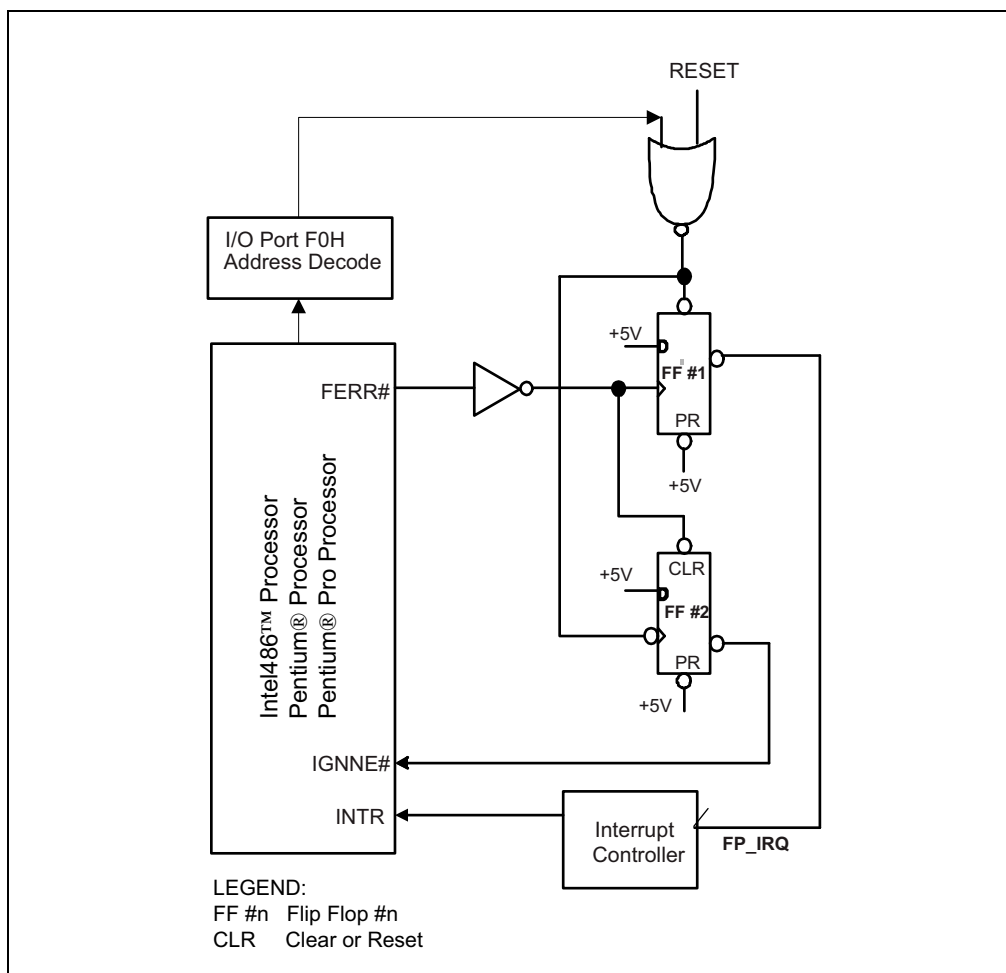 RESET
I/O Port F0H
Address Decode
+5V
FF #1
PR
+5V
FERR#
Intel486™ Processor
Pentium® Processor
Pentium® Pro Processor
CLR
+5V
FF #2
PR
+5V
IGNNE#
INTR
Interrupt
Controller
FP_IRQ
LEGEND:
FF #n Flip Flop #n
CLR Clear or Reset